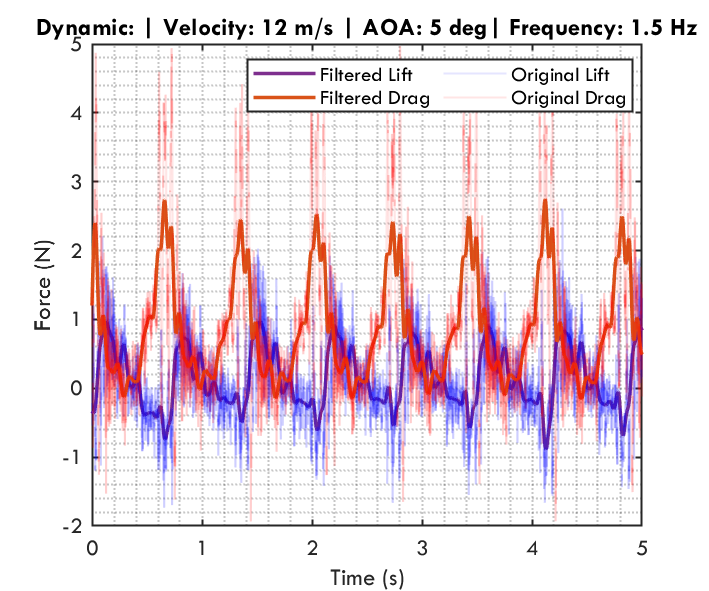 Dynamic: | Velocity: 12 m/s | AOA: 5 deg| Frequency: 1.5 Hz
Filtered Lift Original Lift
Filtered Drag Original Drag
5
4
3
2
1
0
-1
-2
Force (N)
0 1 2 3 4 5
Time (s)